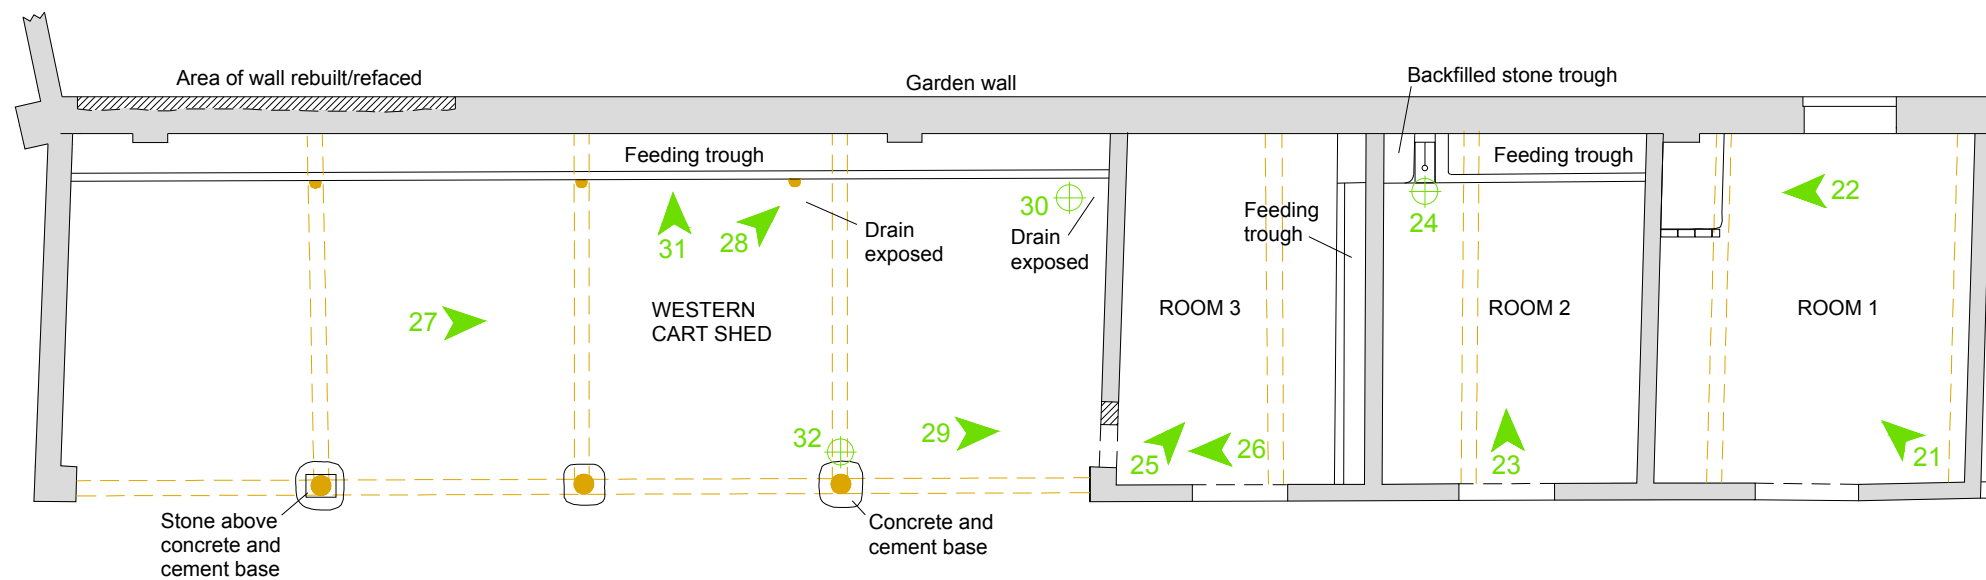 Area of wall rebuilt/refaced
Garden wall
Backfilled stone trough
Feeding trough
Feeding trough
22
30
24
Feeding
trough
Drain
exposed
31
28
Drain
exposed
WESTERN
CART SHED
ROOM 3
ROOM 2
ROOM 1
27
32
29
25
26
23
21
Stone above
concrete and
cement base
Concrete and
cement base